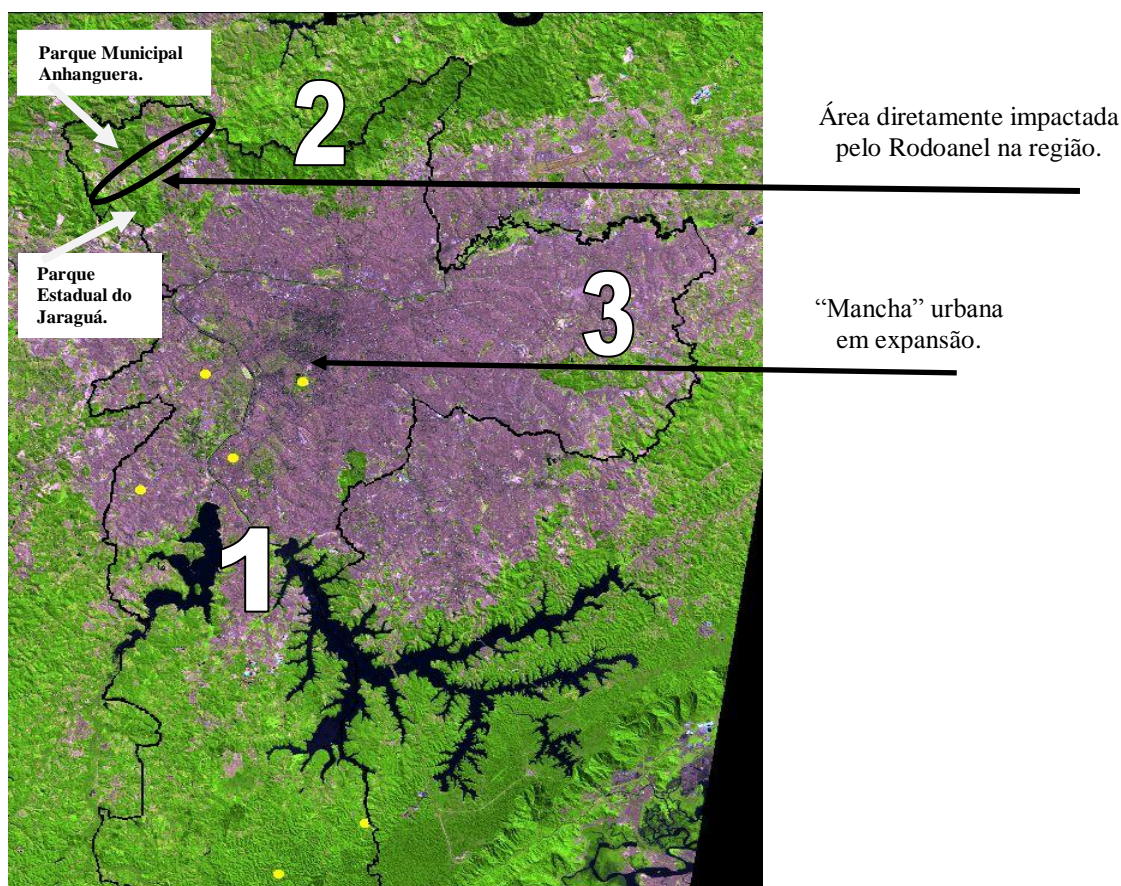 Parque Municipal
Anhanguera.
2
Área diretamente impactada
pelo Rodoanel na região.
Parque
Estadual do
Jaraguá.
3
“Mancha” urbana
em expansão.
1